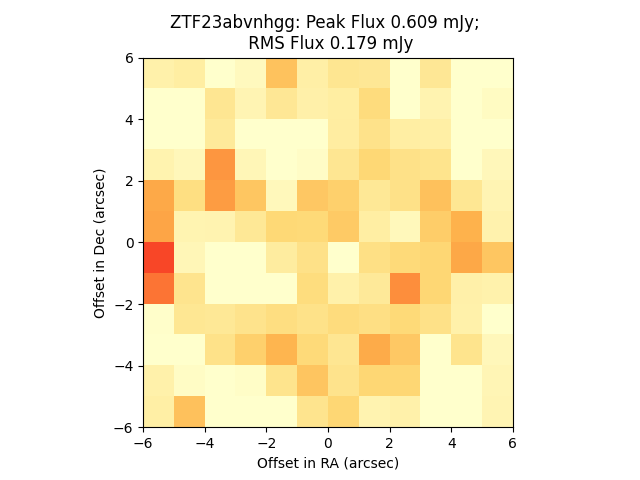 ZTF23abvnhgg: Peak Flux 0.609 mJy;
RMS Flux 0.179 mJy
6
4
2
0
−2
−4
−6
Offset in Dec (arcsec)
−6 −4 −2 0 2 4 6
Offset in RA (arcsec)